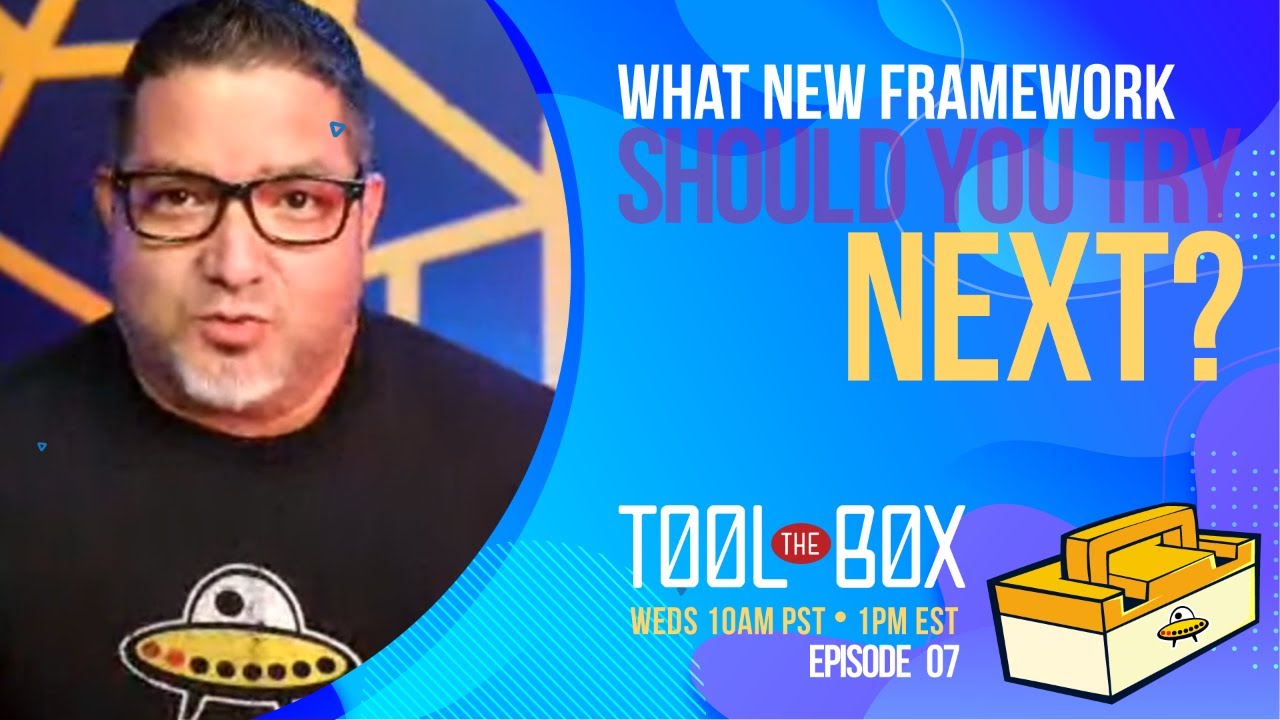 WHAT NEW FRAMEWORK
SHOULD YOU TRY
NEXT?
TOOL THE BOX
WEDS 10AM PST • 1PM EST
EPISODE 07